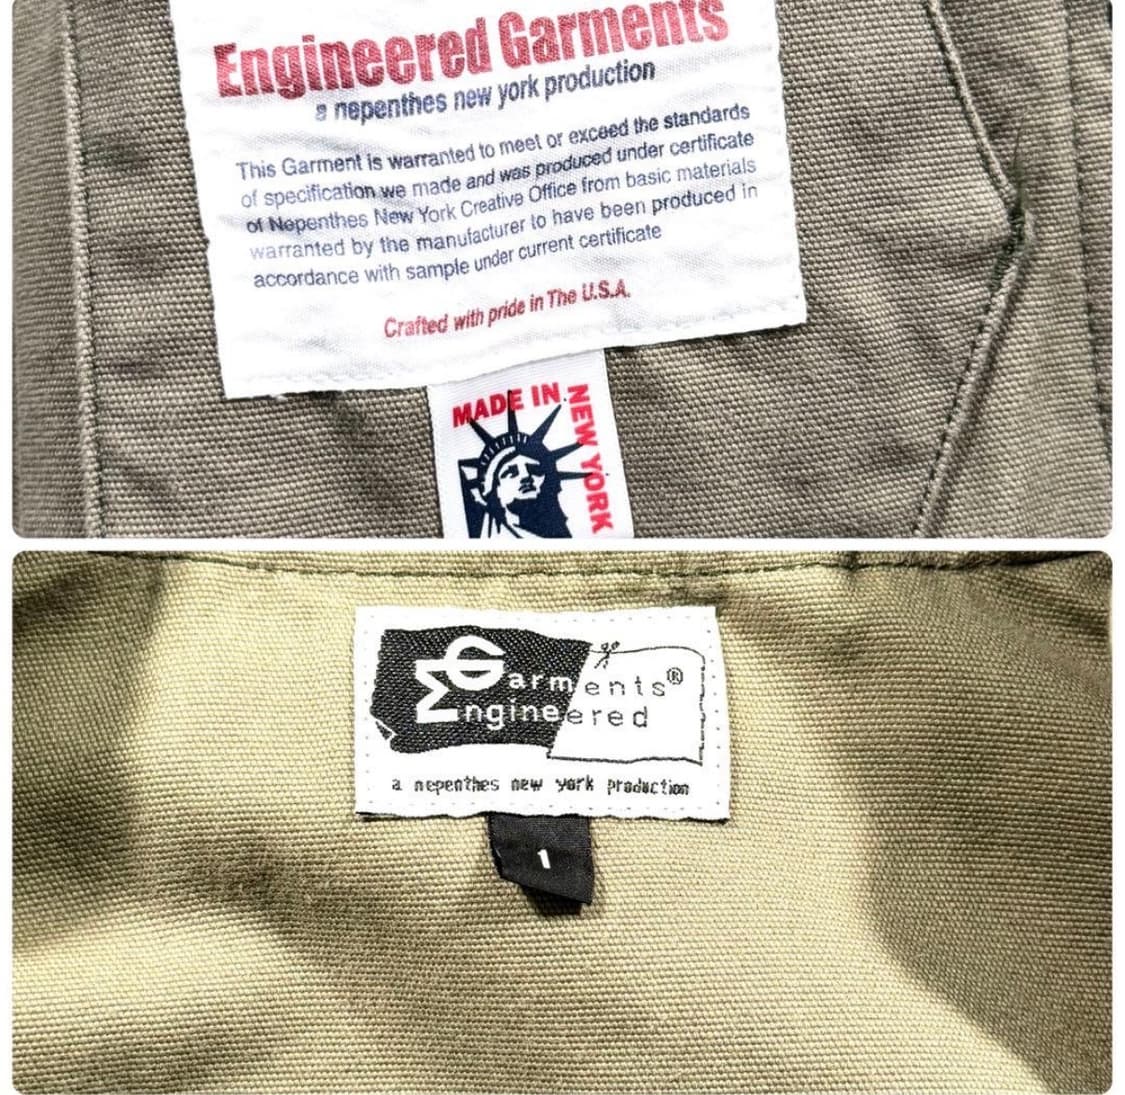 Engineered Garments
a nepenthes new york production
This Garment is warranted to meet or exceed the standards
of specification we made and was produced under certificate
of Nepenthes New York Creative Office from basic materials
warranted by the manufacturer to have been produced in
accordance with sample under current certificate
Crafted with pride in The U.S.A.
MADE IN NEW YORK
Garments®
Engineered
a nepenthes new york production
1